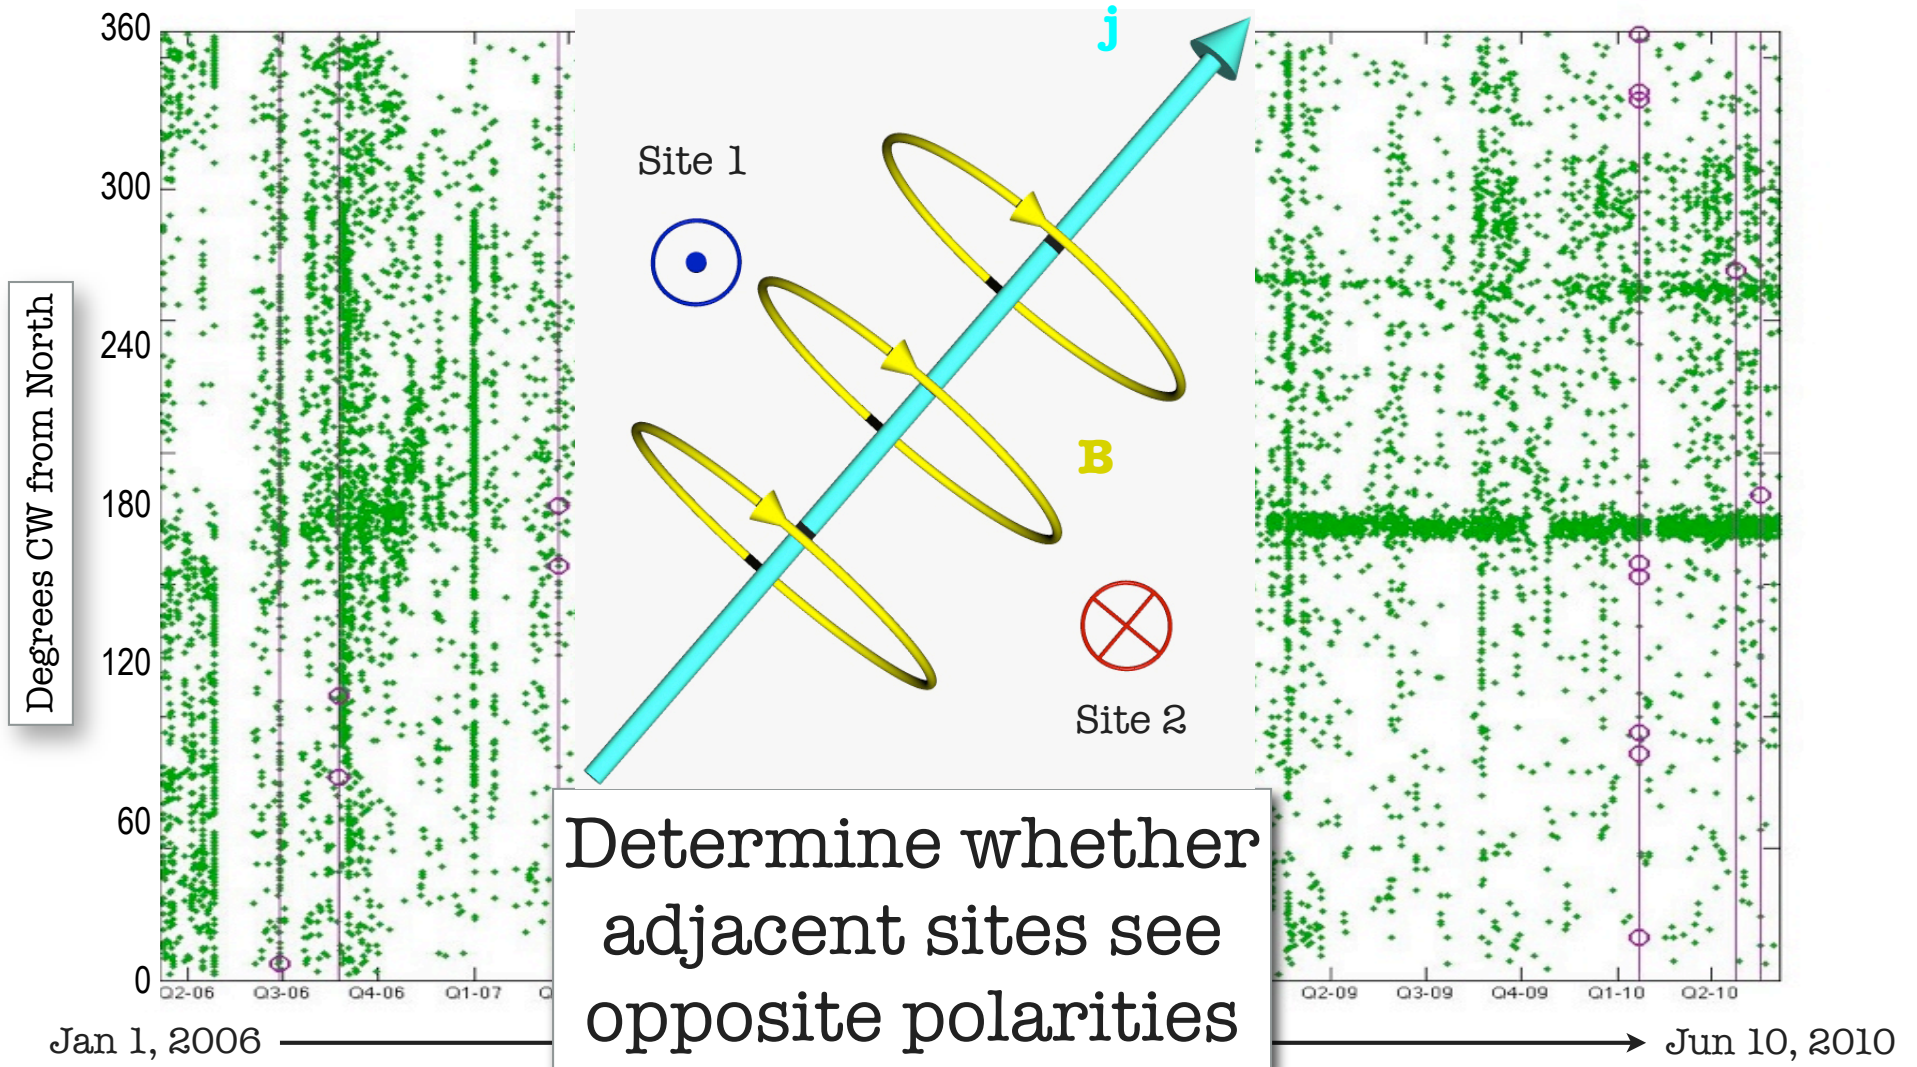 360
300
240
180
120
60
0
Degrees CW from North
j
Site 1
B
Site 2
Determine whether
adjacent sites see
opposite polarities
Q2-06 Q3-06 Q4-06 Q1-07 Q2-09 Q3-09 Q4-09 Q1-10 Q2-10
Jan 1, 2006 Jun 10, 2010